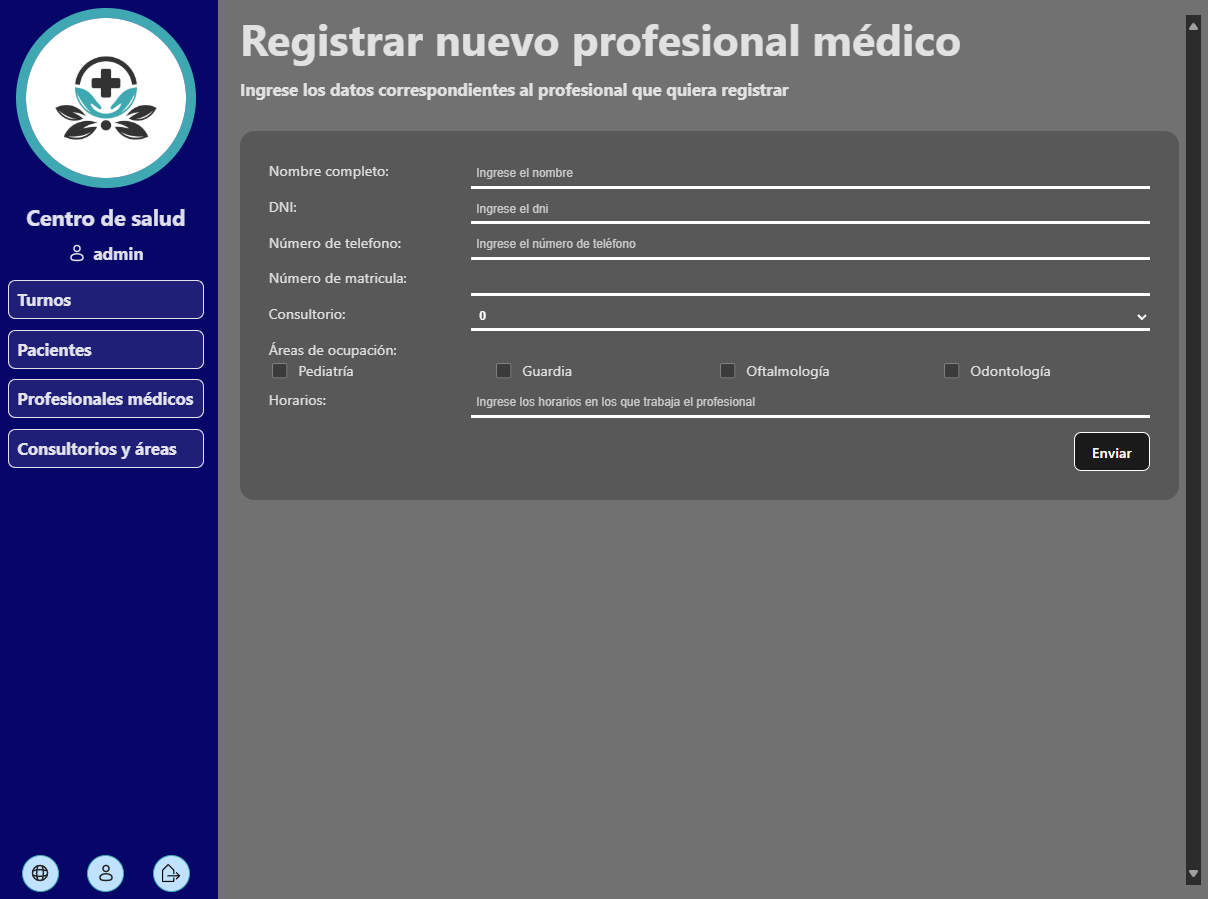 Centro de salud
admin
Turnos
Pacientes
Profesionales médicos
Consultorios y áreas
Registrar nuevo profesional médico
Ingrese los datos correspondientes al profesional que quiera registrar
Nombre completo: Ingrese el nombre
DNI: Ingrese el dni
Número de telefono: Ingrese el número de teléfono
Número de matricula:
Consultorio: 0
Áreas de ocupación:
Pediatría Guardia Oftalmología Odontología
Horarios: Ingrese los horarios en los que trabaja el profesional
Enviar